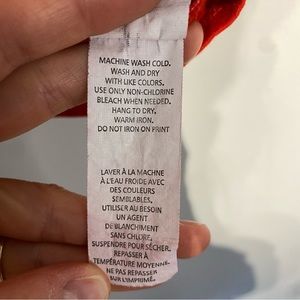 MACHINE WASH COLD.
WASH AND DRY
WITH LIKE COLORS.
USE ONLY NON-CHLORINE
BLEACH WHEN NEEDED.
HANG TO DRY.
WARM IRON.
DO NOT IRON ON PRINT
LAVER À LA MACHNE
À L'EAU FROIDE AVEC
DES COULEURS
SEMBLABLES.
UTILISER AU BESOIN
UN AGENT
DE BLANCHIMENT
SANS CHLORE.
SUSPENDRE POUR SÉCHER.
REPASSER À
TEMPÉRATURE MOYENNE.
NE PAS REPASSER
SUR L'IMPRIMÉ.